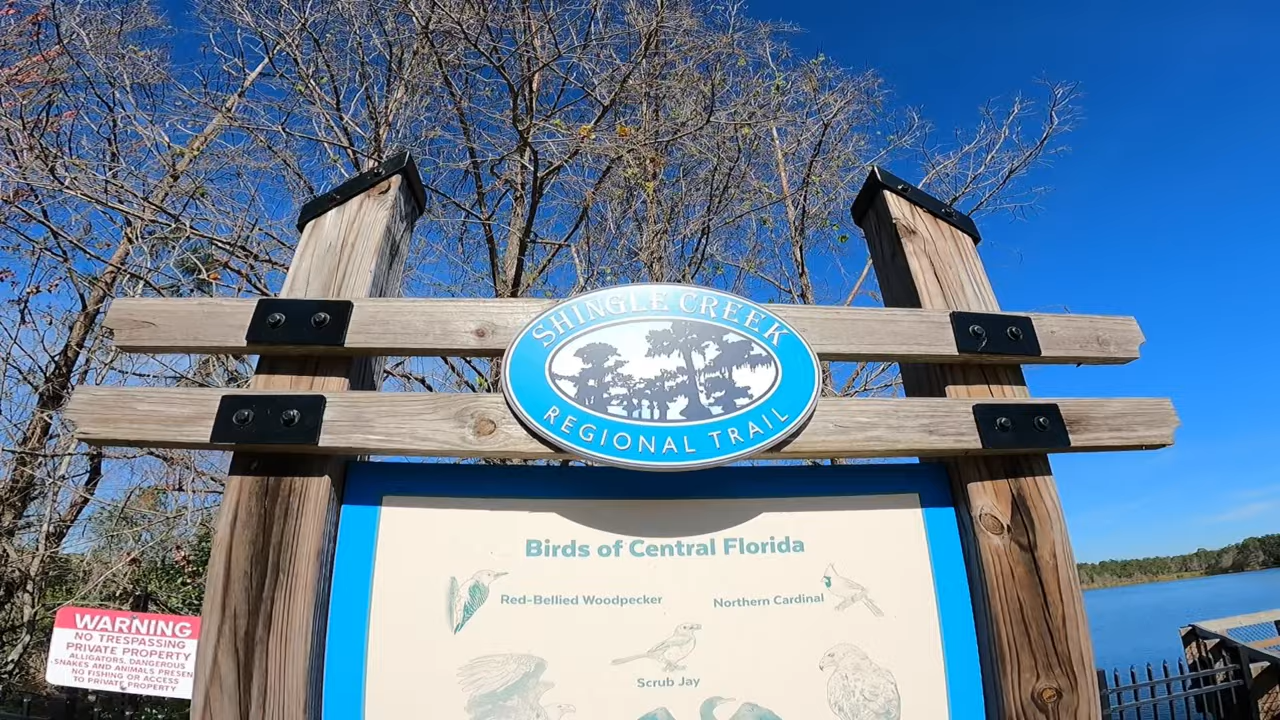 SHINGLE CREEK
REGIONAL TRAIL
Birds of Central Florida
Red-Bellied Woodpecker
Northern Cardinal
Scrub Jay
WARNING
NO TRESPASSING
PRIVATE PROPERTY
ALLIGATORS, DANGEROUS
SNAKES AND ANIMALS PRESEN
NO FISHING OR ACCESS
TO PRIVATE PROPERTY